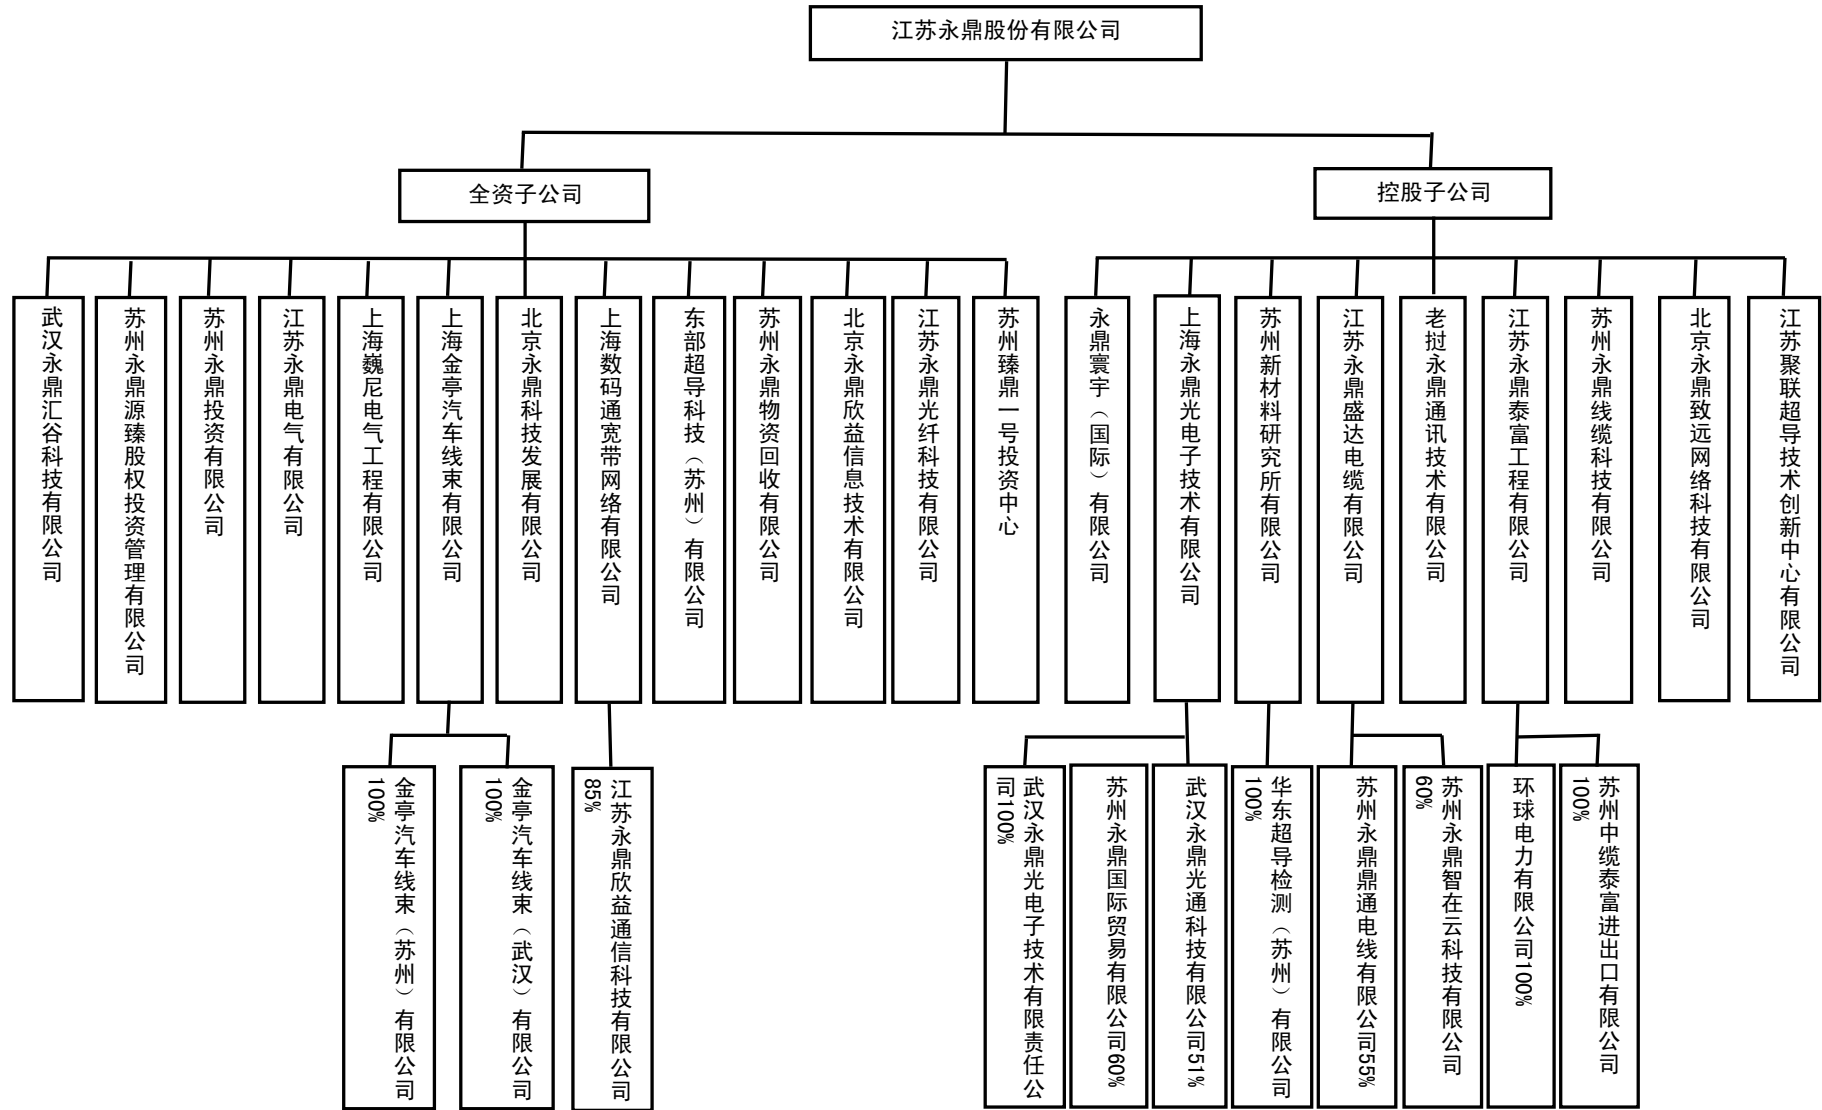 江苏永鼎股份有限公司
全资子公司
控股子公司
武汉永鼎汇谷科技有限公司
苏州永鼎源臻股权投资管理有限公司
苏州永鼎投资有限公司
江苏永鼎电气有限公司
上海巍尼电气工程有限公司
上海金亭汽车线束有限公司
北京永鼎科技发展有限公司
上海数码通宽带网络有限公司
东部超导科技（苏州）有限公司
苏州永鼎物资回收有限公司
北京永鼎欣益信息技术有限公司
江苏永鼎光纤科技有限公司
苏州臻鼎一号投资中心
永鼎寰宇（国际）有限公司
上海永鼎光电子技术有限公司
苏州新材料研究所有限公司
江苏永鼎盛达电缆有限公司
老挝永鼎通讯技术有限公司
江苏永鼎泰富工程有限公司
苏州永鼎线缆科技有限公司
北京永鼎致远网络科技有限公司
江苏聚联超导技术创新中心有限公司
金亭汽车线束（苏州）有限公司
100%
金亭汽车线束（武汉）有限公司
100%
江苏永鼎欣益通信科技有限公司
85%
武汉永鼎光电子技术有限责任公
司100%
苏州永鼎国际贸易有限公司60%
武汉永鼎光通科技有限公司51%
华东超导检测（苏州）有限公司
100%
苏州永鼎鼎通电线有限公司55%
苏州永鼎智在云科技有限公司
60%
环球电力有限公司100%
苏州中缆泰富进出口有限公司
100%